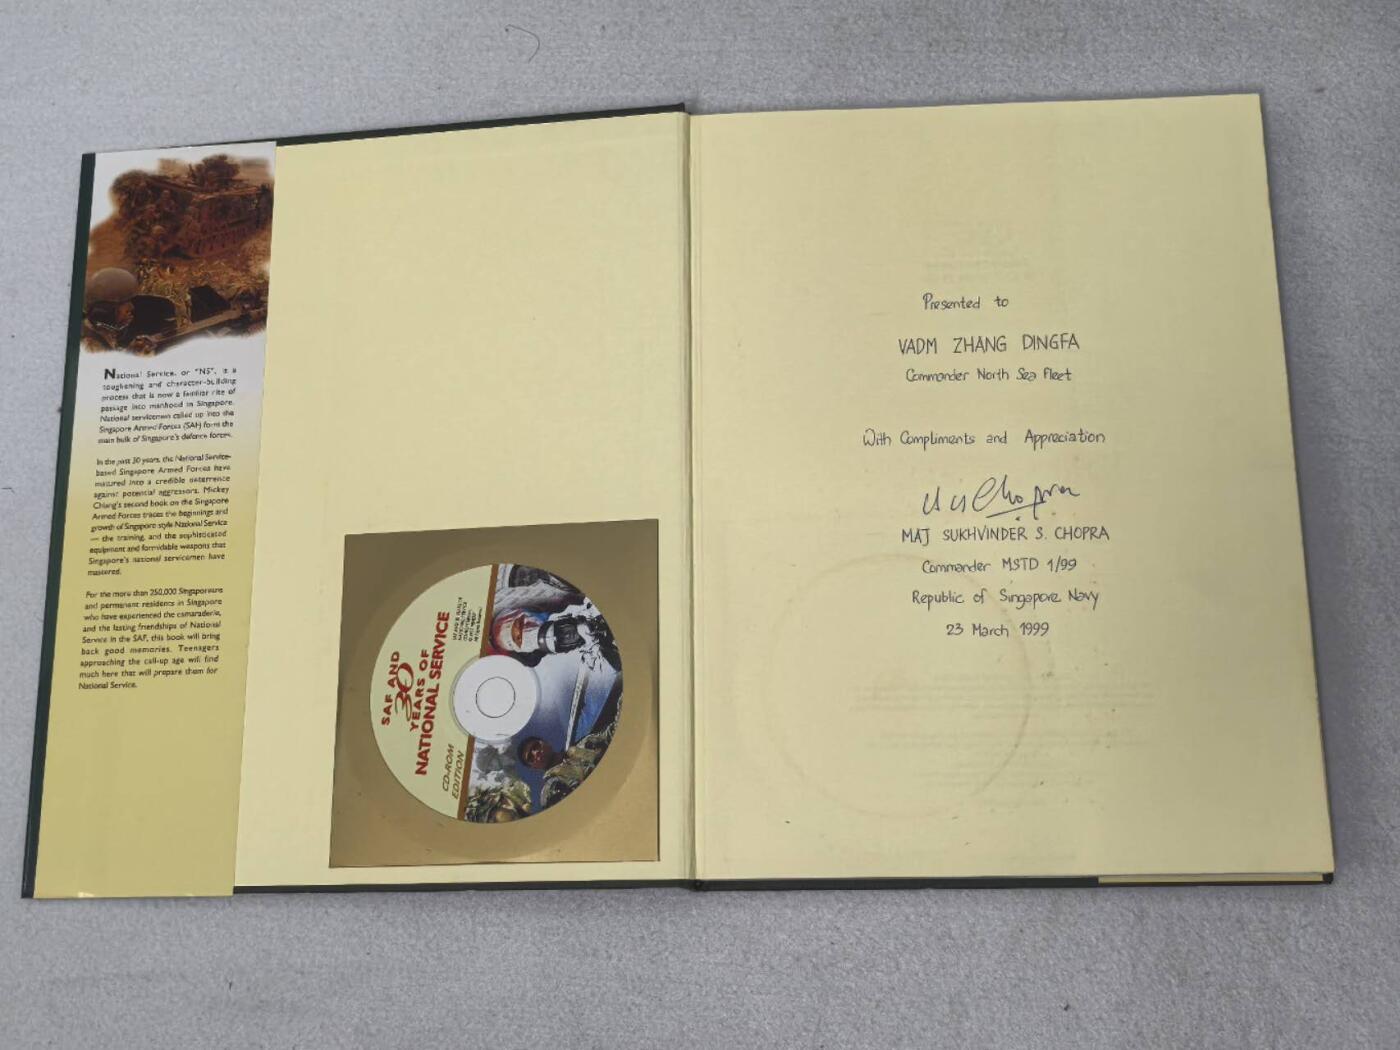 National Service, or "NS", is a
toughening and character-building
process that is now a familiar rite of
passage into manhood in Singapore.
National servicemen called up into the
Singapore Armed Forces (SAF) form the
main bulk of Singapore's defence forces.
In the past 30 years, the National Service-
based Singapore Armed Forces have
matured into a credible deterrence
against potential aggressors. Mickey
Chiang's second book on the Singapore
Armed Forces traces the beginnings and
growth of Singapore-style National Service
— the training, and the sophisticated
equipment and formidable weapons that
Singapore's national servicemen have
mastered.
For the more than 250,000 Singaporeans
and permanent residents in Singapore
who have experienced the camaraderie,
and the lasting friendships of National
Service in the SAF, this book will bring
back good memories. Teenagers
approaching the call-up age will find
much here that will prepare them for
National Service.
SAF AND
30
YEARS OF
NATIONAL SERVICE
CD-ROM
EDITION
Presented to
VADM ZHANG DINGFA
Commander North Sea Fleet
With Compliments and Appreciation
MAJ SUKHVINDER S. CHOPRA
Commander MSTD 1/99
Republic of Singapore Navy
23 March 1999